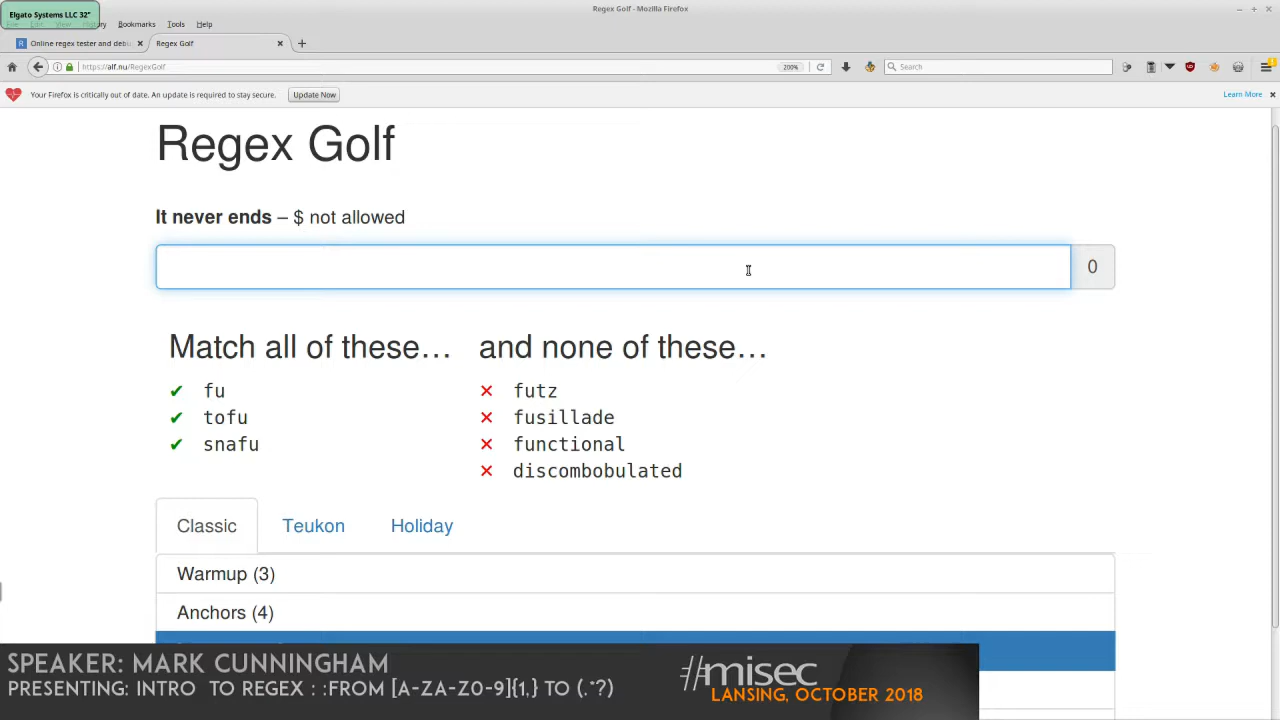 Elgato Systems LLC 32"
Regex Golf - Mozilla Firefox
Bookmarks Tools Help
Online regex tester and debu
Regex Golf
https://alf.nu/RegexGolf
200%
Search
Your Firefox is critically out of date. An update is required to stay secure.
Update Now
Learn More
Regex Golf
It never ends – $ not allowed
0
Match all of these… and none of these…
✔ fu ✕ futz
✔ tofu ✕ fusillade
✔ snafu ✕ functional
✕ discombobulated
Classic Teukon Holiday
Warmup (3)
Anchors (4)
SPEAKER: MARK CUNNINGHAM
PRESENTING: INTRO TO REGEX : :FROM [A-ZA-Z0-9]{1,} TO (.*?)
#misec
LANSING, OCTOBER 2018